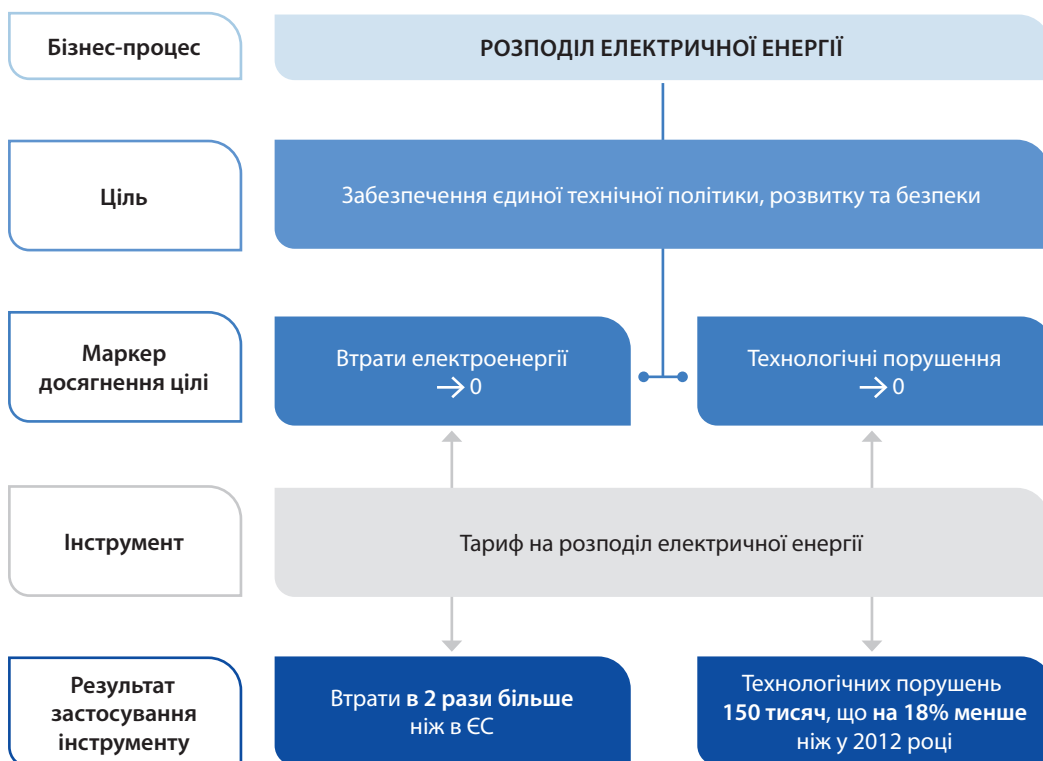 Бізнес-процес
РОЗПОДІЛ ЕЛЕКТРИЧНОЇ ЕНЕРГІЇ
Ціль
Забезпечення єдиної технічної політики, розвитку та безпеки
Маркер
досягнення цілі
Втрати електроенергії
→ 0
Технологічні порушення
→ 0
Інструмент
Тариф на розподіл електричної енергії
Результат
застосування
інструменту
Втрати в 2 рази більше
ніж в ЄС
Технологічних порушень
150 тисяч, що на 18% менше
ніж у 2012 році